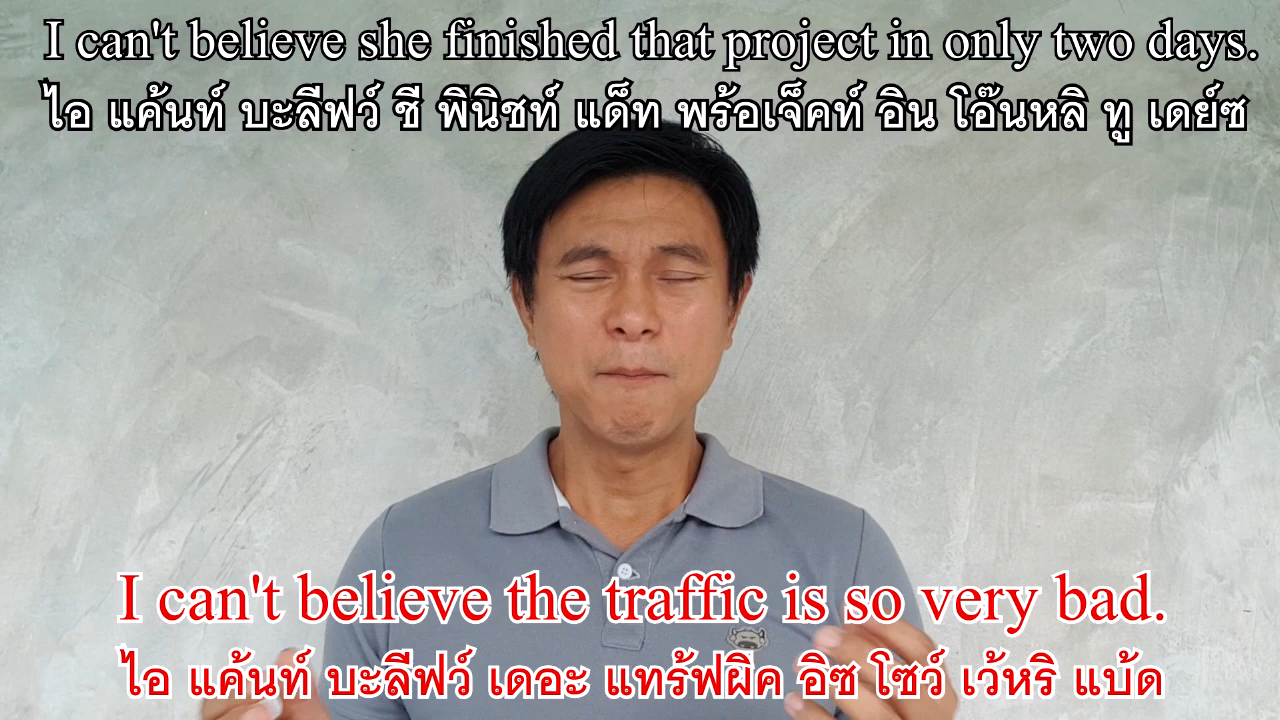 I can't believe she finished that project in only two days.
ไอ แค้นท์ บะลีฟว์ ชี พินิชท์ แด็ท พร้อเจ็คท์ อิน โอ๊นหลิ ทู เดย์ซ
I can't believe the traffic is so very bad.
ไอ แค้นท์ บะลีฟว์ เดอะ แทร้ฟผิค อิซ โซว์ เว้หริ แบ้ด